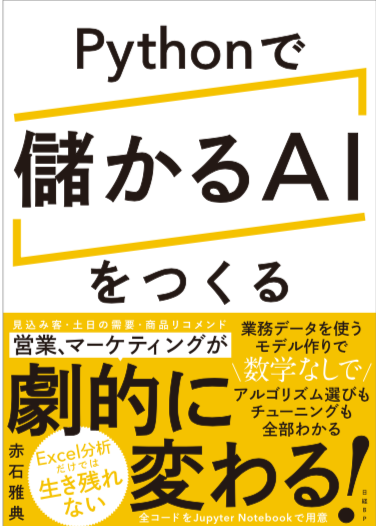 Pythonで
儲かるAI
をつくる
見込み客・土日の需要・商品リコメンド
営業、マーケティングが
劇的に
変わる!
業務データを使う
モデル作りで
\数学なしで/
アルゴリズム選びも
チューニングも
全部わかる
赤石雅典
Excel分析
だけでは
生き残れ
ない
全コードをJupyter Notebookで用意
日経BP